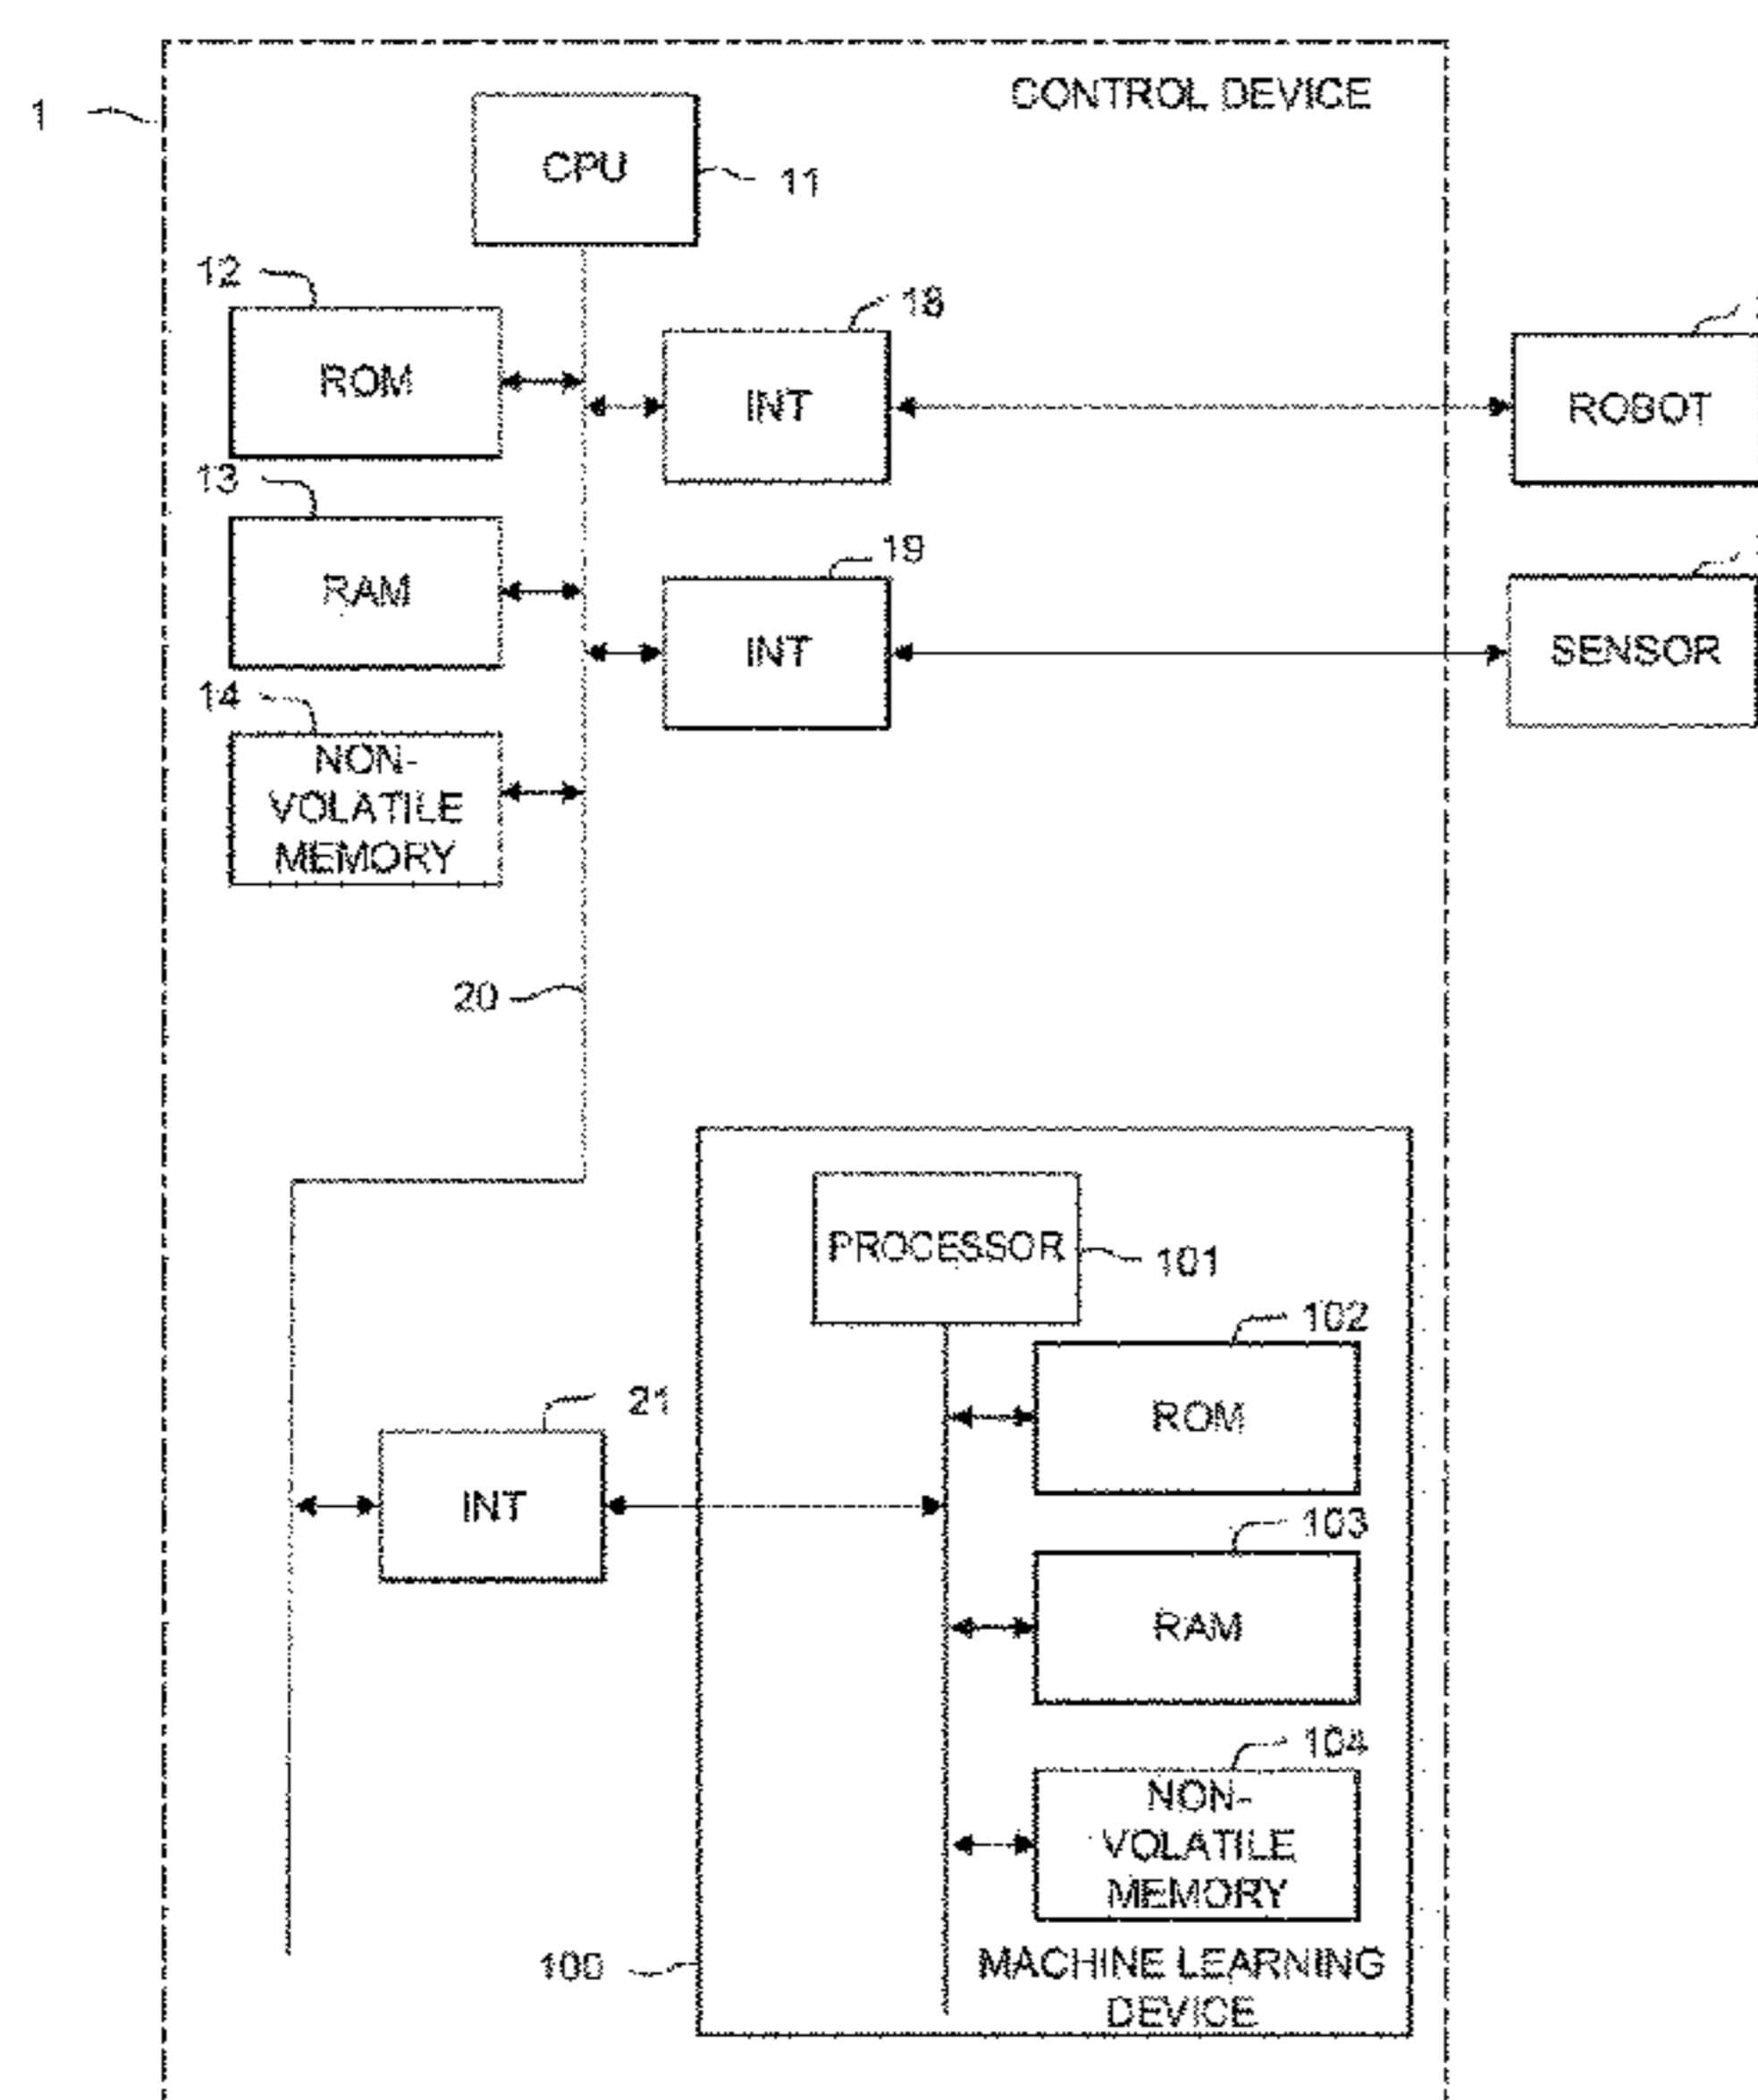 1
CONTROL DEVICE
CPU
11
12
18
ROM
INT
ROBOT
13
19
RAM
INT
SENSOR
14
NON-
VOLATILE
MEMORY
20
PROCESSOR
101
102
21
ROM
INT
103
RAM
104
NON-
VOLATILE
MEMORY
100
MACHINE LEARNING
DEVICE